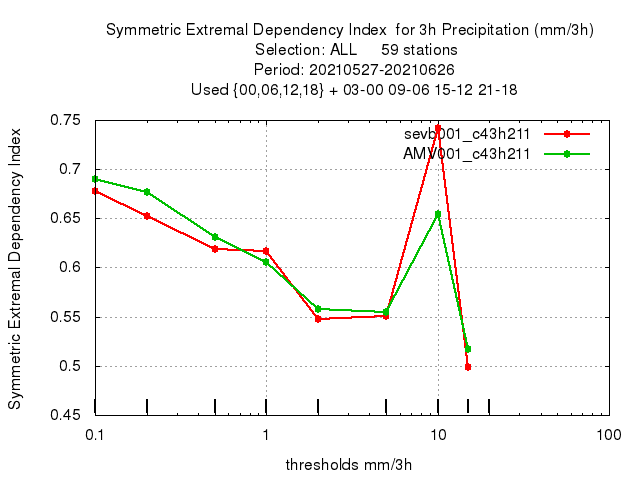 Symmetric Extremal Dependency Index  for 3h Precipitation (mm/3h)
Selection: ALL     59 stations
Period: 20210527-20210626
Used {00,06,12,18} + 03-00 09-06 15-12 21-18
Symmetric Extremal Dependency Index
0.75
0.7
0.65
0.6
0.55
0.5
0.45
sevb001_c43h211
AMV001_c43h211
0.1
1
10
100
thresholds mm/3h